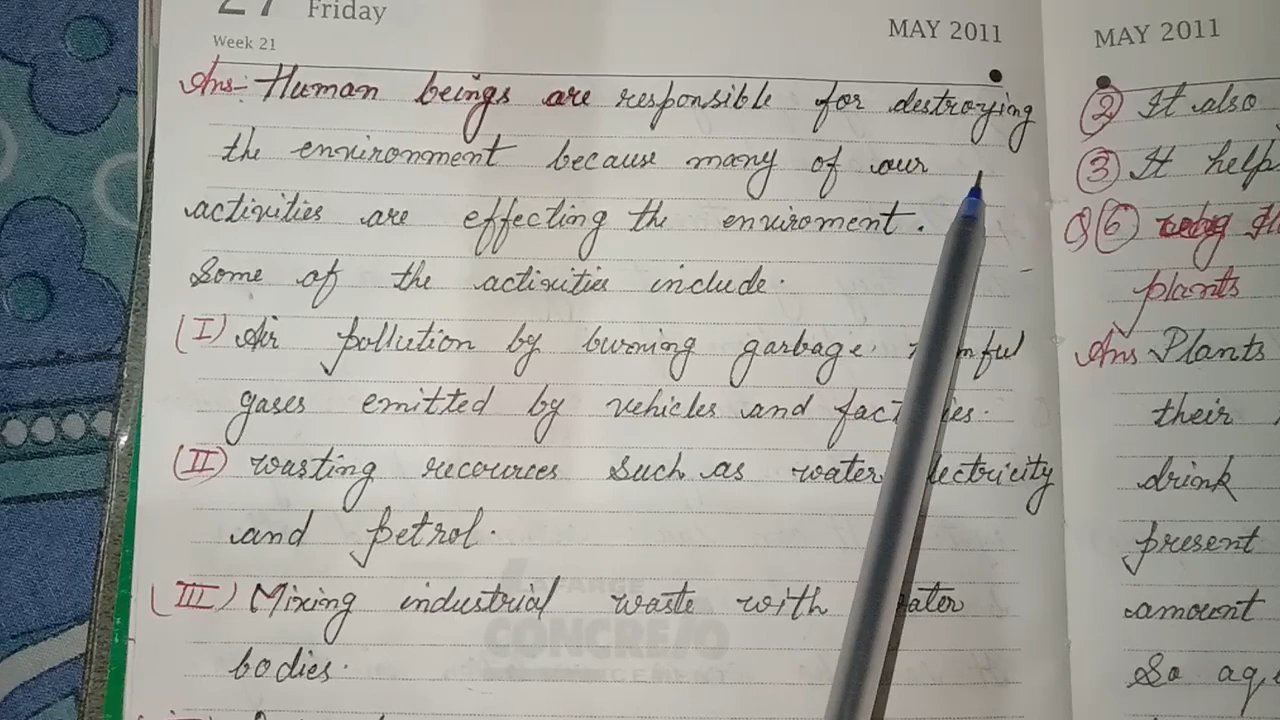 27 Friday
Week 21
MAY 2011
Ans- Human beings are responsible for destroying
the environment because many of our
activities are effecting the enviroment.
Some of the activities include.
(I) Air pollution by burning garbage.
gases emitted by vehicles and
(II) wasting recources such as water
and petrol.
(III) Mixing industrial waste with
bodies.
MAY 2011
② It also
③ It help
Q⑥
plants
Ans Plants
their
drink
present
amount
So